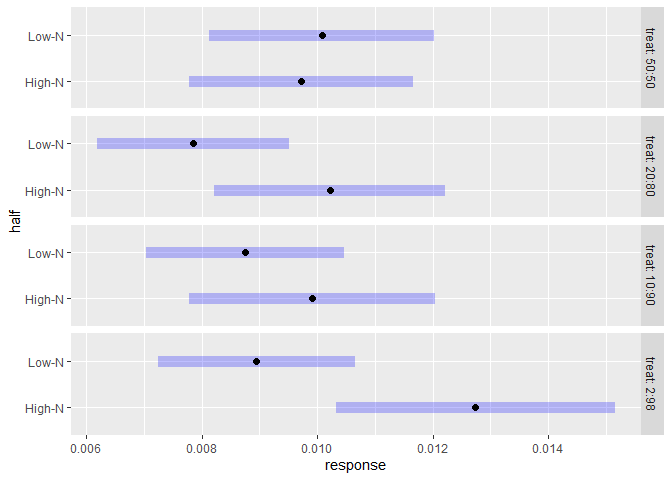 Low-N
High-N
treat: 50:50
Low-N
High-N
treat: 20:80
Low-N
High-N
treat: 10:90
Low-N
High-N
treat: 2:98
half
0.006 0.008 0.010 0.012 0.014
response